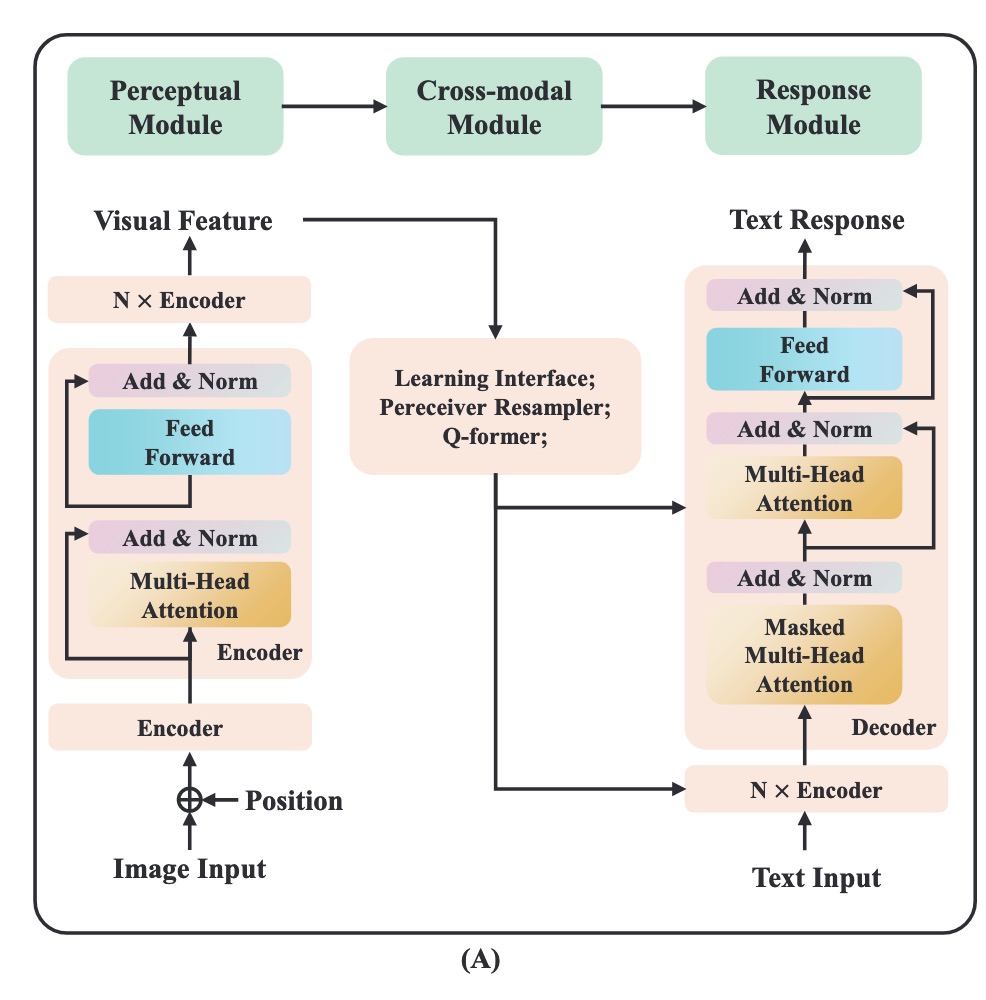 Perceptual
Module
Cross-modal
Module
Response
Module
Visual Feature
N × Encoder
Add & Norm
Feed
Forward
Add & Norm
Multi-Head
Attention
Encoder
Encoder
Position
Image Input
Learning Interface;
Pereceiver Resampler;
Q-former;
Text Response
Add & Norm
Feed
Forward
Add & Norm
Multi-Head
Attention
Add & Norm
Masked
Multi-Head
Attention
Decoder
N × Encoder
Text Input
(A)